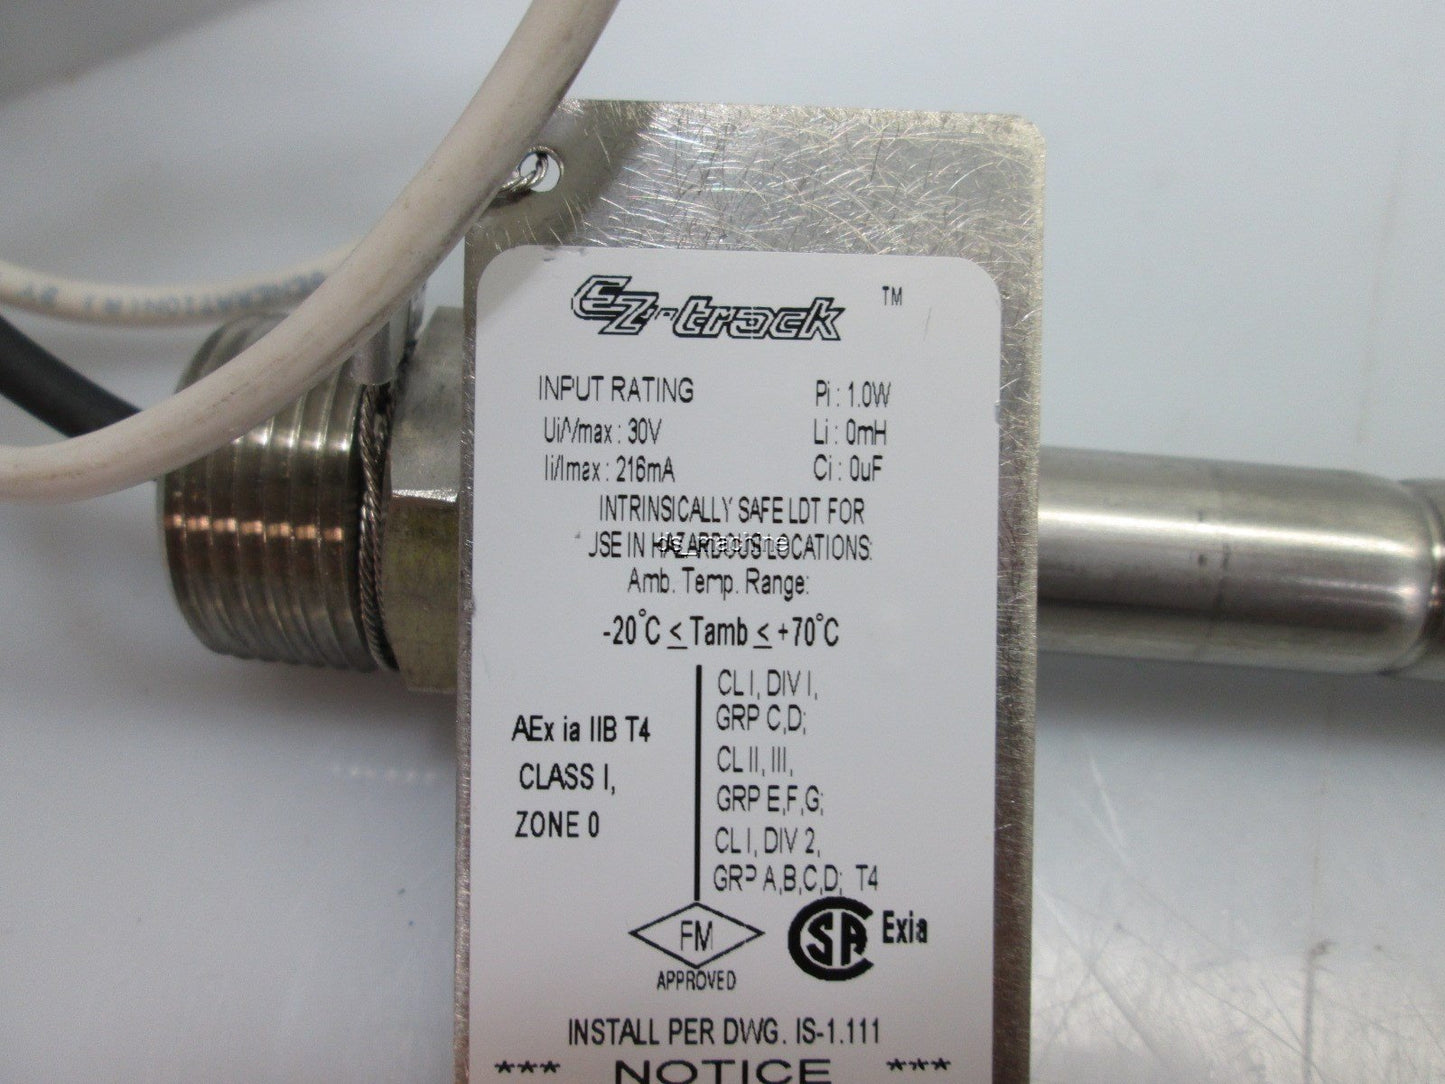 EZ-track ™
INPUT RATING Pi : 1.0W
Ui/Vmax : 30V Li : 0mH
Ii/Imax : 216mA Ci : 0uF
INTRINSICALLY SAFE LDT FOR
USE IN HAZARDOUS LOCATIONS:
Amb. Temp. Range:
-20°C ≤ Tamb ≤ +70°C
AEx ia IIB T4
CLASS I,
ZONE 0
CL I, DIV I,
GRP C,D;
CL II, III,
GRP E,F,G;
CL I, DIV 2,
GRP A,B,C,D; T4
FM
APPROVED
CSA Exia
INSTALL PER DWG. IS-1.111
*** NOTICE ***